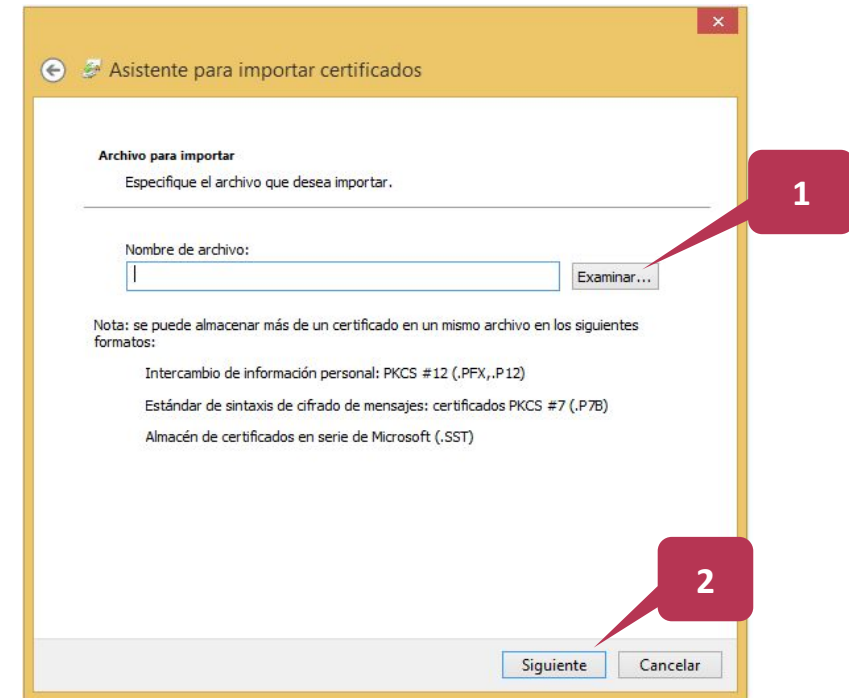 Asistente para importar certificados
Archivo para importar
Especifique el archivo que desea importar.
1
Nombre de archivo:
Examinar...
Nota: se puede almacenar más de un certificado en un mismo archivo en los siguientes
formatos:
Intercambio de información personal: PKCS #12 (.PFX,.P12)
Estándar de sintaxis de cifrado de mensajes: certificados PKCS #7 (.P7B)
Almacén de certificados en serie de Microsoft (.SST)
2
Siguiente Cancelar